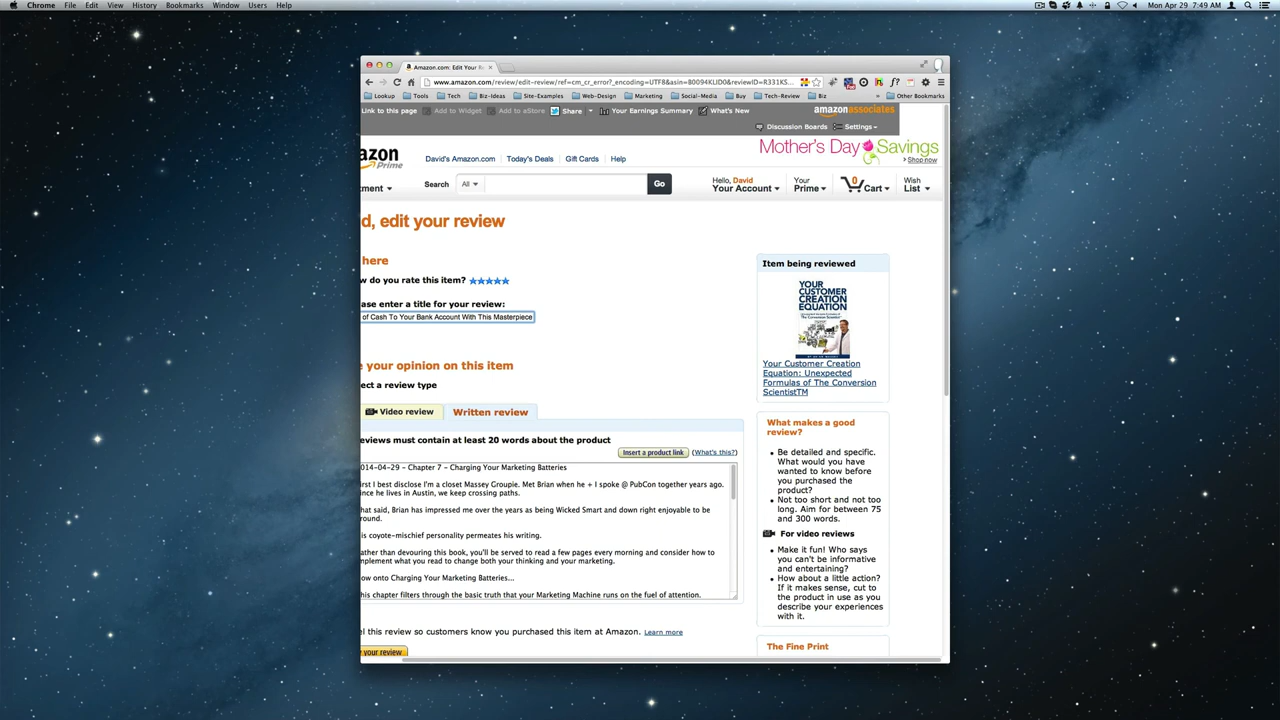 Chrome File Edit View History Bookmarks Window Users Help
Mon Apr 29 7:49 AM
Amazon.com: Edit Your B
www.amazon.com/review/edit-review/ref=cm_cr_error?_encoding=UTF8&asin=B0094KLID0&reviewID=R331KS...
Lookup Tools Tech Biz-Ideas Site-Examples Web-Design Marketing Social-Media Buy Tech-Review Biz » Other Bookmarks
Link to this page Add to Widget Add to aStore Share Your Earnings Summary What's New amazonassociates
Discussion Boards Settings
Mother's Day Savings
› Shop now
azon
Prime
David's Amazon.com Today's Deals Gift Cards Help
tment Search All Go Hello, David Your Account Your Prime 0 Cart Wish List
d, edit your review
here
w do you rate this item?
ase enter a title for your review:
of Cash To Your Bank Account With This Masterpiece
e your opinion on this item
ect a review type
Video review Written review
eviews must contain at least 20 words about the product
Insert a product link (What's this?)
014-04-29 - Chapter 7 - Charging Your Marketing Batteries
irst I best disclose I'm a closet Massey Groupie. Met Brian when he + I spoke @ PubCon together years ago.
ince he lives in Austin, we keep crossing paths.
hat said, Brian has impressed me over the years as being Wicked Smart and down right enjoyable to be
round.
is coyote-mischief personality permeates his writing.
ather than devouring this book, you'll be served to read a few pages every morning and consider how to
mplement what you read to change both your thinking and your marketing.
ow onto Charging Your Marketing Batteries...
his chapter filters through the basic truth that your Marketing Machine runs on the fuel of attention.
el this review so customers know you purchased this item at Amazon. Learn more
your review
Item being reviewed
YOUR
CUSTOMER
CREATION
EQUATION
Your Customer Creation
Equation: Unexpected
Formulas of The Conversion
ScientistTM
What makes a good
review?
Be detailed and specific.
What would you have
wanted to know before
you purchased the
product?
Not too short and not too
long. Aim for between 75
and 300 words.
For video reviews
Make it fun! Who says
you can't be informative
and entertaining?
How about a little action?
If it makes sense, cut to
the product in use as you
describe your experiences
with it.
The Fine Print